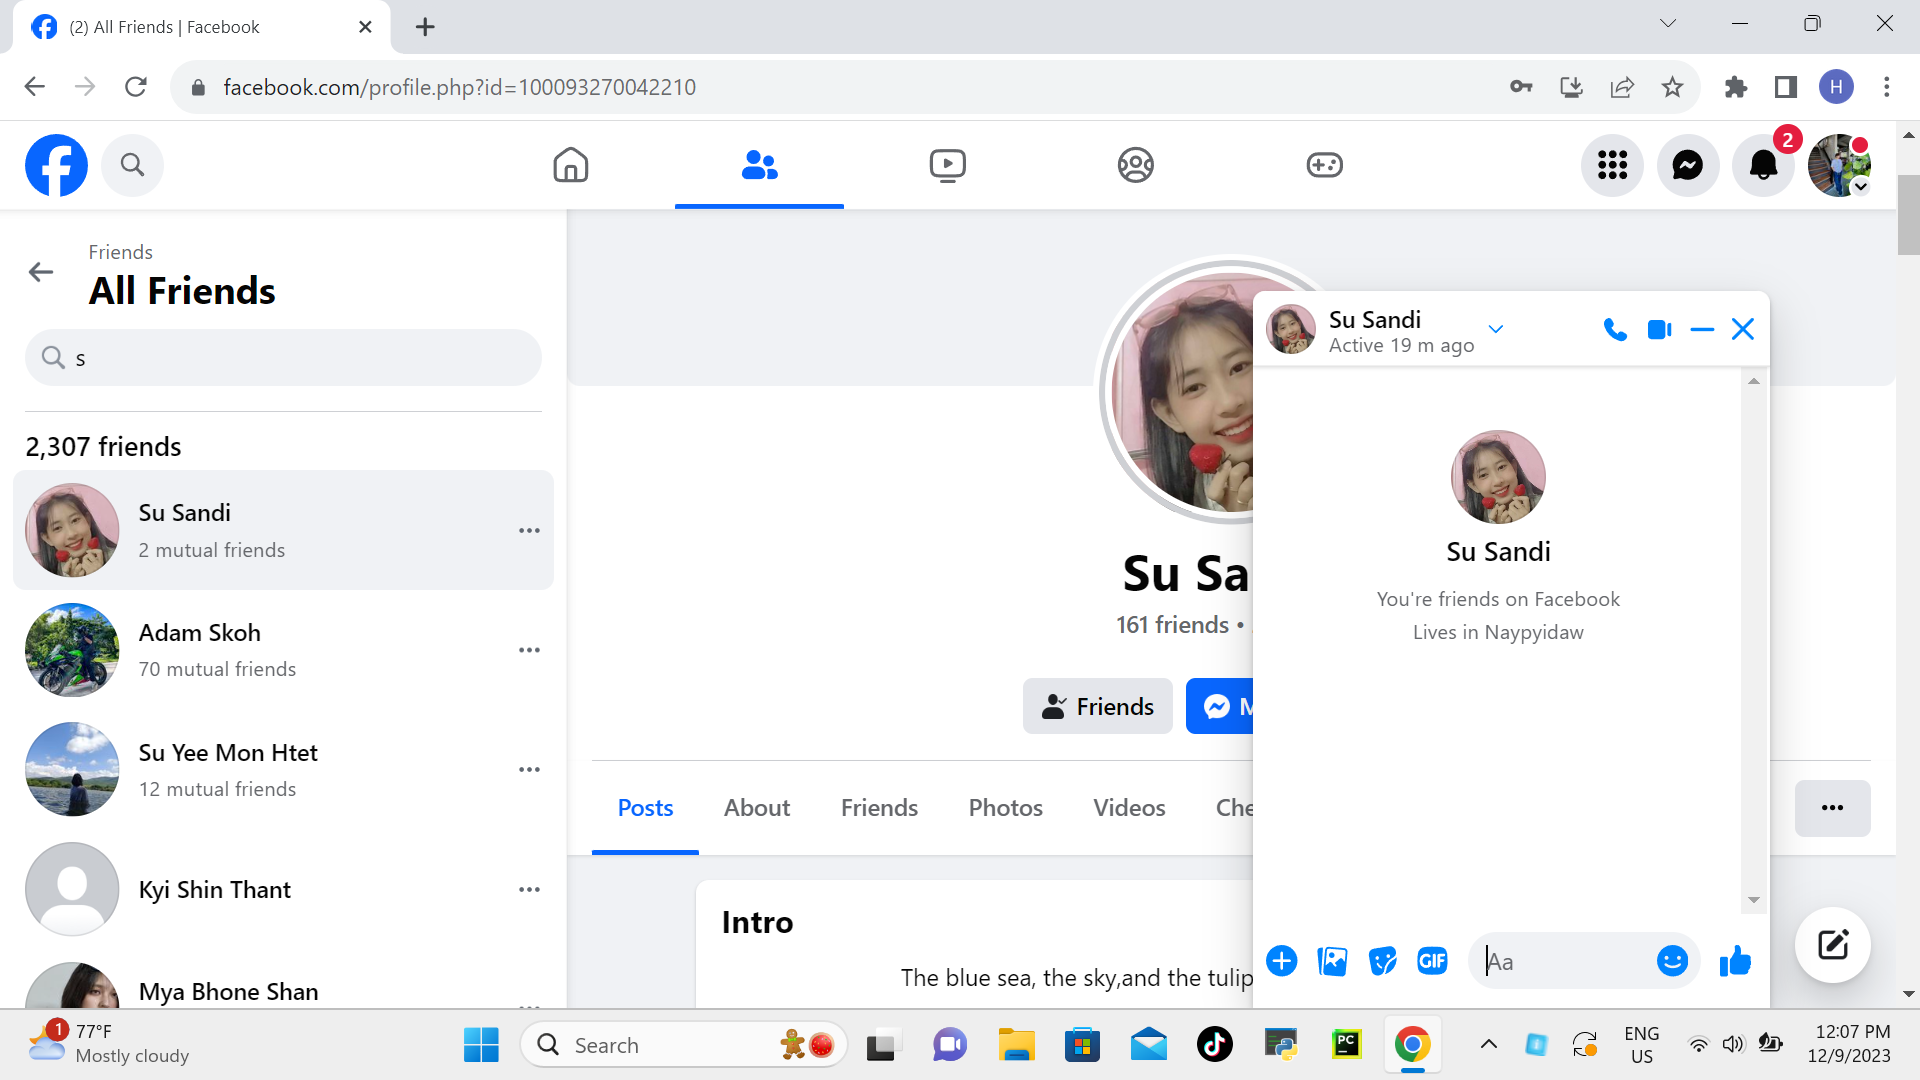 (2) All Friends | Facebook
facebook.com/profile.php?id=100093270042210
H
2
Friends
All Friends
s
2,307 friends
Su Sandi
2 mutual friends
Adam Skoh
70 mutual friends
Su Yee Mon Htet
12 mutual friends
Kyi Shin Thant
Mya Bhone Shan
Su Sa
161 friends •
Friends
M
Posts
About
Friends
Photos
Videos
Che
Intro
The blue sea, the sky,and the tulip
Su Sandi
Active 19 m ago
Su Sandi
You're friends on Facebook
Lives in Naypyidaw
GIF
Aa
1
77°F
Mostly cloudy
Search
PC
ENG
US
12:07 PM
12/9/2023